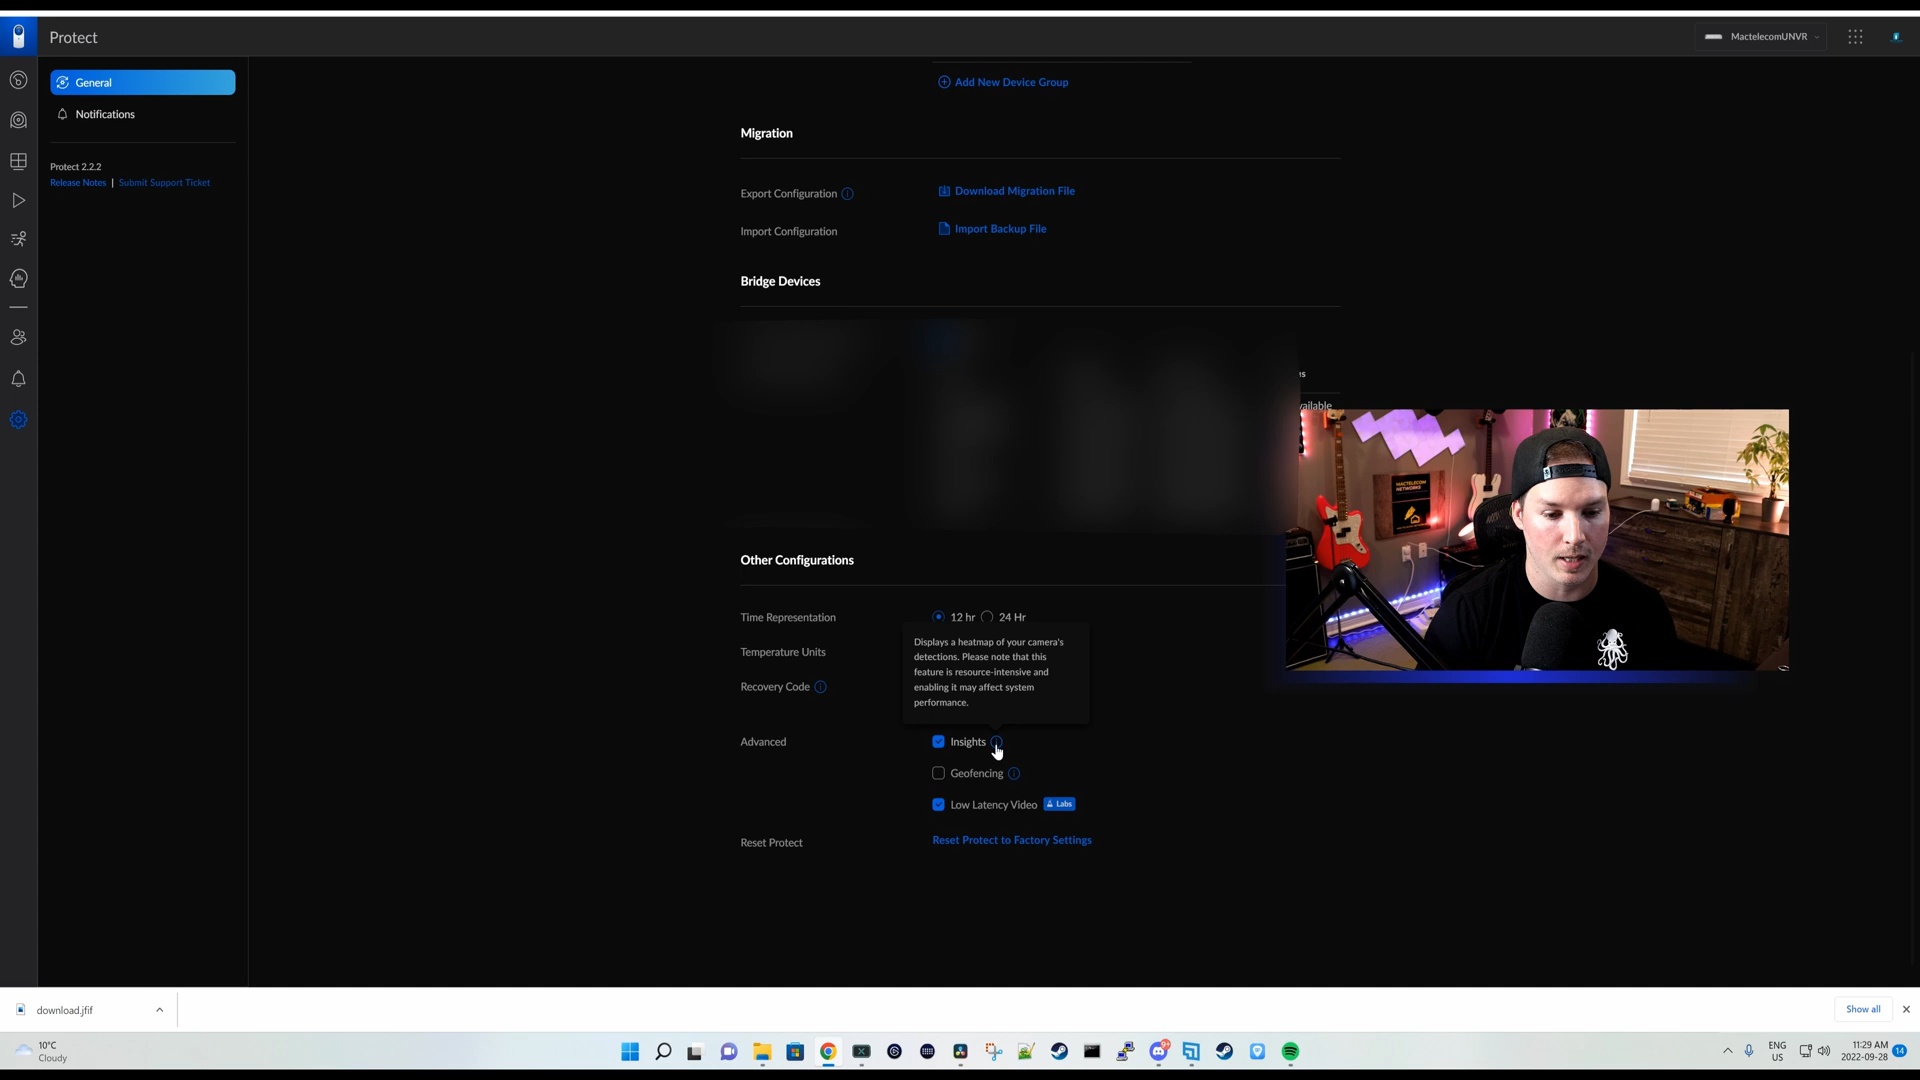 Protect
MactelecomUNVR
General
Notifications
Protect 2.2.2
Release Notes | Submit Support Ticket
Add New Device Group
Migration
Export Configuration
Download Migration File
Import Configuration
Import Backup File
Bridge Devices
MACTELECOM
NETWORKS
Other Configurations
Time Representation
12 hr
24 Hr
Displays a heatmap of your camera's
detections. Please note that this
feature is resource-intensive and
enabling it may affect system
performance.
Temperature Units
Recovery Code
Advanced
Insights
Geofencing
Low Latency Video
Labs
Reset Protect
Reset Protect to Factory Settings
download.jfif
Show all
10°C
Cloudy
ENG
US
11:29 AM
2022-09-28
14